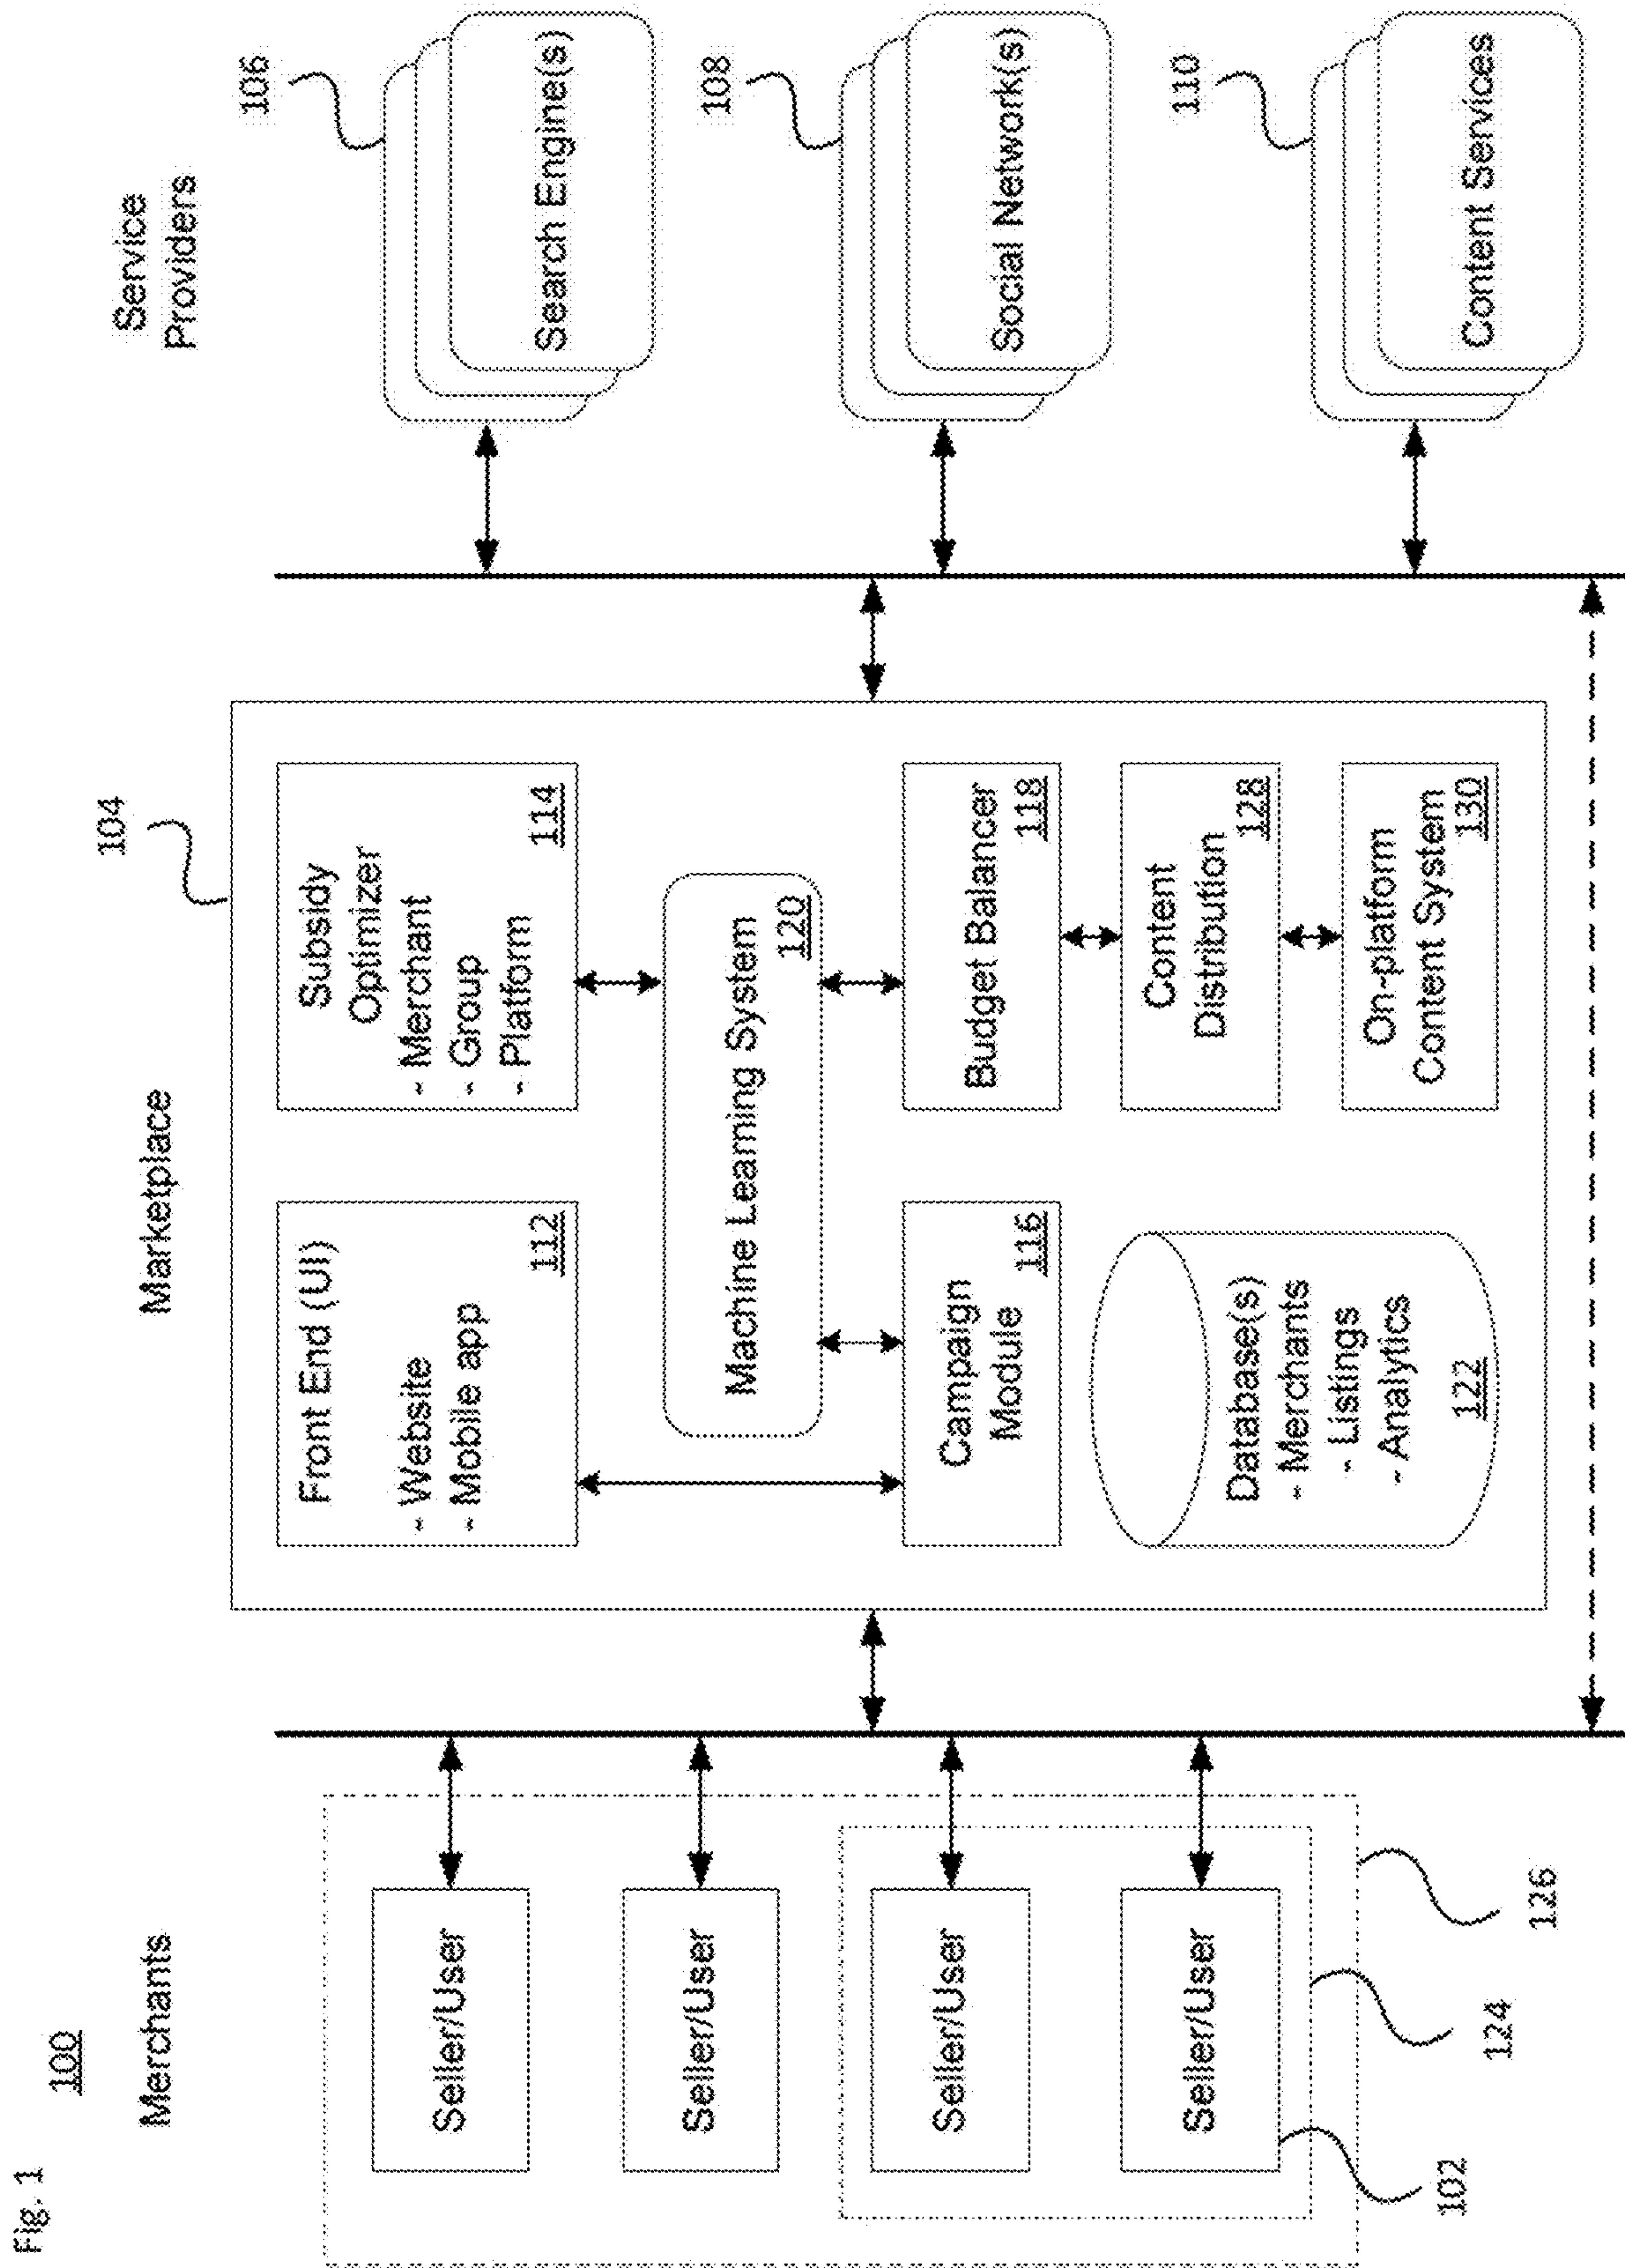 Fig. 1
100
Merchants
Marketplace
Service
Providers
Seller/User
Seller/User
Seller/User
Seller/User
102
124
126
104
Front End (UI)
- Website
- Mobile app
112
Subsidy
Optimizer
- Merchant
- Group
- Platform
114
Machine Learning System
120
Campaign
Module
116
Budget Balancer
118
Database(s)
- Merchants
- Listings
- Analytics
122
Content
Distribution
128
On-platform
Content System
130
106
Search Engine(s)
108
Social Network(s)
110
Content Services